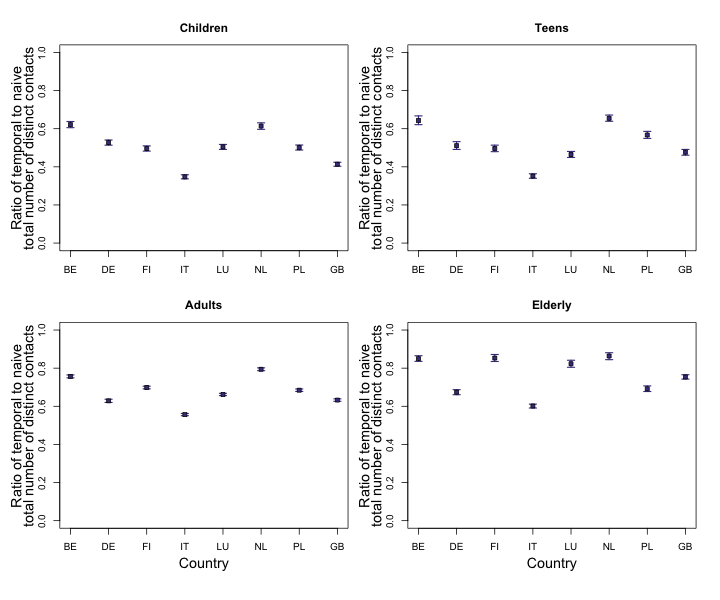 Children
Ratio of temporal to naive
total number of distinct contacts
1.0
0.8
0.6
0.4
0.2
0.0
BE DE FI IT LU NL PL GB
Teens
Ratio of temporal to naive
total number of distinct contacts
1.0
0.8
0.6
0.4
0.2
0.0
BE DE FI IT LU NL PL GB
Adults
Ratio of temporal to naive
total number of distinct contacts
1.0
0.8
0.6
0.4
0.2
0.0
BE DE FI IT LU NL PL GB
Country
Elderly
Ratio of temporal to naive
total number of distinct contacts
1.0
0.8
0.6
0.4
0.2
0.0
BE DE FI IT LU NL PL GB
Country